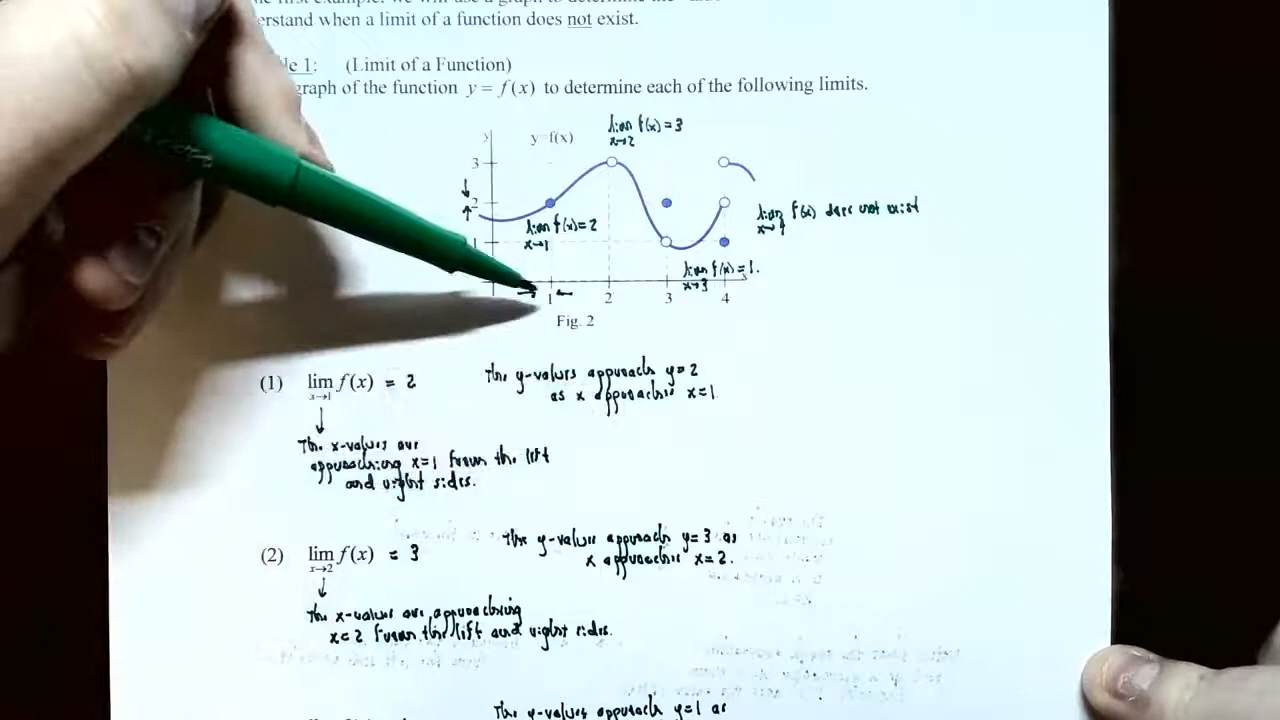 erstand when a limit of a function does not exist.
le 1: (Limit of a Function)
graph of the function y = f(x) to determine each of the following limits.
lim f(x) = 3
x→2
y
y=f(x)
3
2
1
lim f(x) = 2
x→1
lim f(x) does not exist
x→4
lim f(x) = 1.
x→3
1 2 3 4
Fig. 2
(1) lim f(x) = 2
x→1
The y-values approach y=2
as x approaches x=1
The x-values are
approaching x=1 from the left
and right sides.
(2) lim f(x) = 3
x→2
The y-values approach y=3 as
x approaches x=2.
The x-values are approaching
x=2 from the left and right sides.
The y-values approach y=1 as